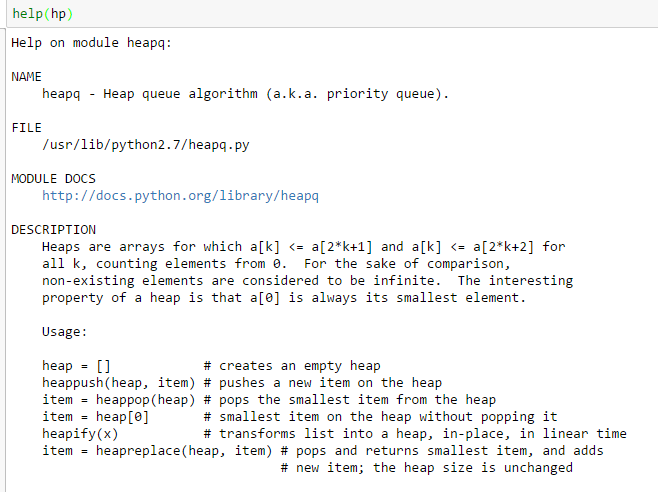 help(hp)
Help on module heapq:
NAME
heapq - Heap queue algorithm (a.k.a. priority queue).
FILE
/usr/lib/python2.7/heapq.py
MODULE DOCS
http://docs.python.org/library/heapq
DESCRIPTION
Heaps are arrays for which a[k] <= a[2*k+1] and a[k] <= a[2*k+2] for
all k, counting elements from 0.  For the sake of comparison,
non-existing elements are considered to be infinite.  The interesting
property of a heap is that a[0] is always its smallest element.
Usage:
heap = []            # creates an empty heap
heappush(heap, item) # pushes a new item on the heap
item = heappop(heap) # pops the smallest item from the heap
item = heap[0]       # smallest item on the heap without popping it
heapify(x)           # transforms list into a heap, in-place, in linear time
item = heapreplace(heap, item) # pops and returns smallest item, and adds
# new item; the heap size is unchanged